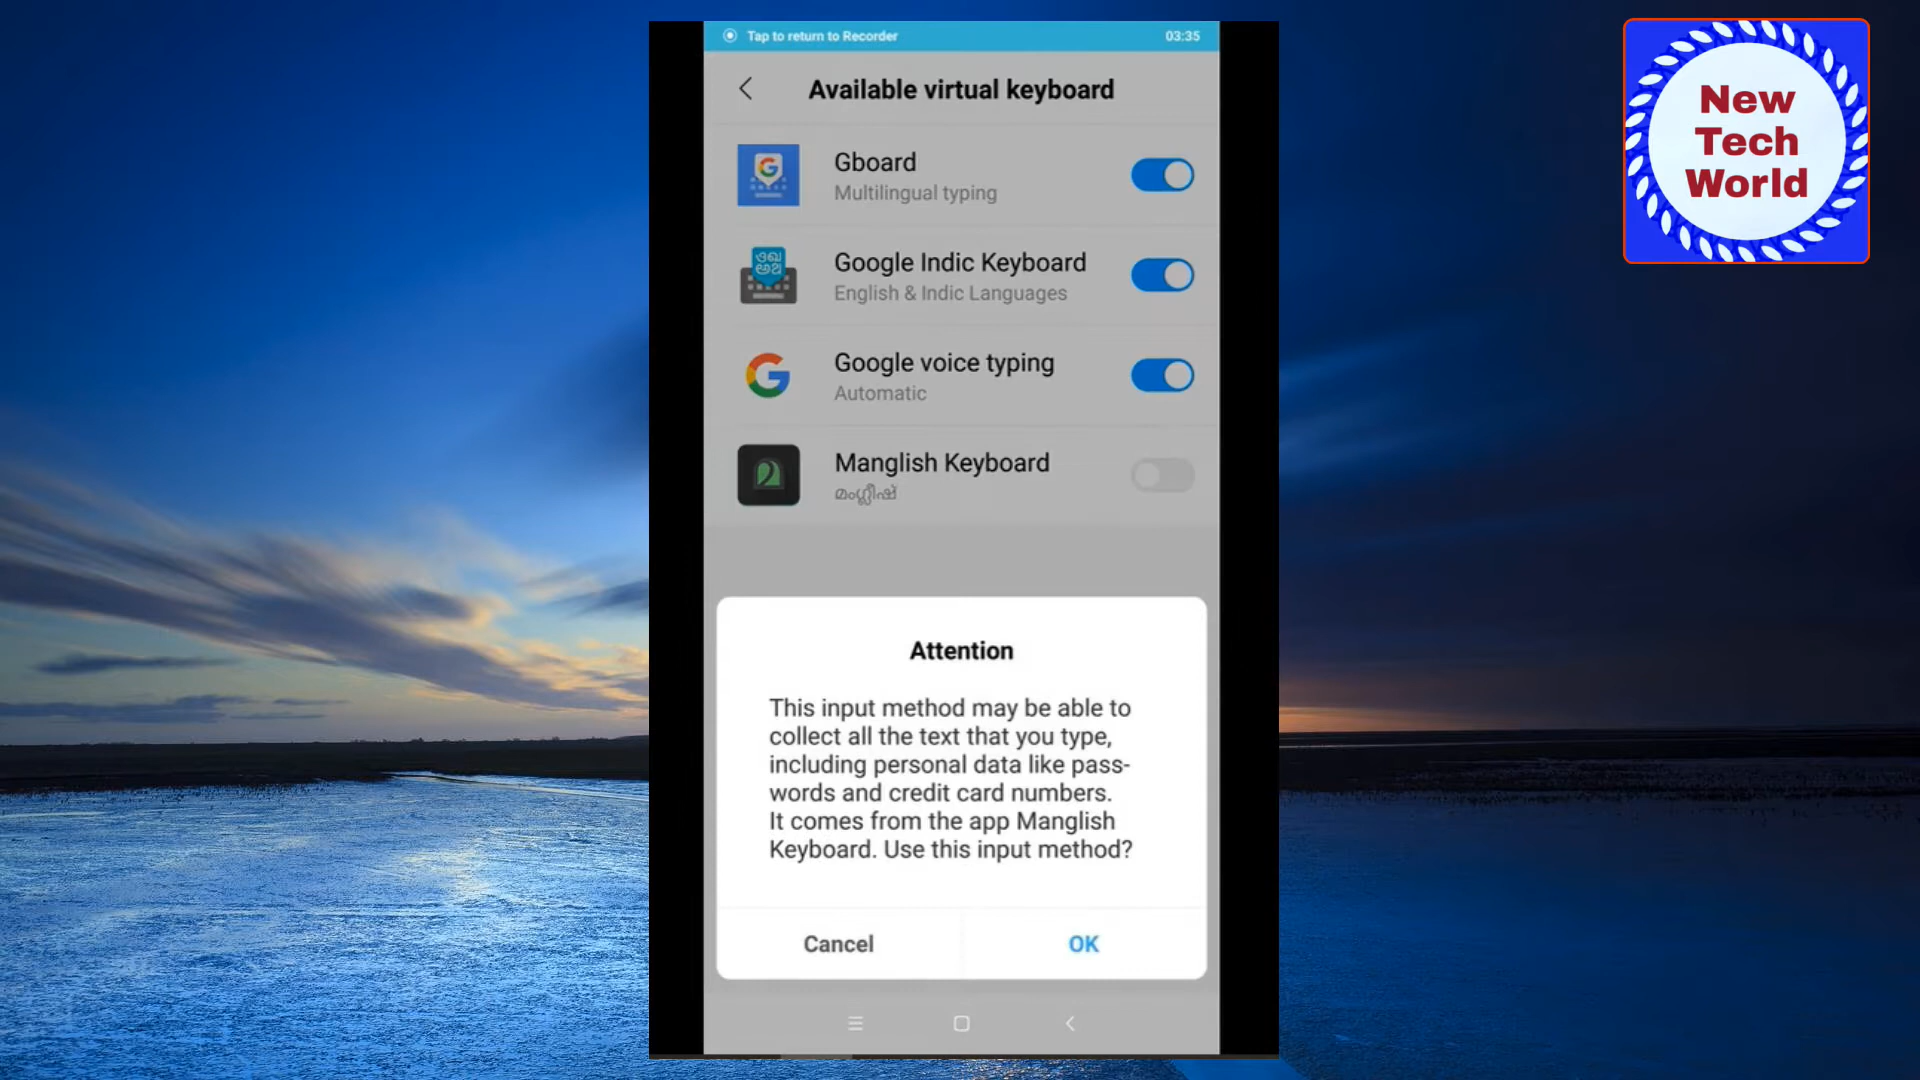 Tap to return to Recorder 03:35
Available virtual keyboard
Gboard
Multilingual typing
Google Indic Keyboard
English & Indic Languages
Google voice typing
Automatic
Manglish Keyboard
മംഗ്ലീഷ്
Attention
This input method may be able to
collect all the text that you type,
including personal data like pass-
words and credit card numbers.
It comes from the app Manglish
Keyboard. Use this input method?
Cancel OK
New
Tech
World